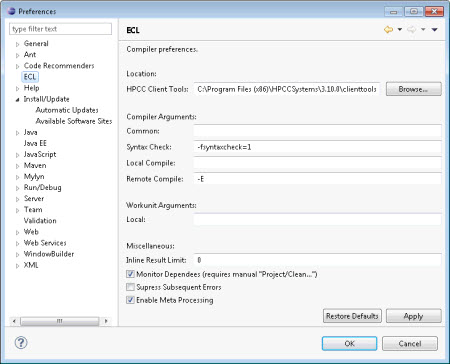 Preferences
type filter text
General
Ant
Code Recommenders
ECL
Help
Install/Update
Automatic Updates
Available Software Sites
Java
Java EE
JavaScript
Maven
Mylyn
Run/Debug
Server
Team
Validation
Web
Web Services
WindowBuilder
XML
ECL
Compiler preferences.
Location:
HPCC Client Tools: C:\Program Files (x86)\HPCCSystems\3.10.0\clienttools Browse...
Compiler Arguments:
Common:
Syntax Check: -fsyntaxcheck=1
Local Compile:
Remote Compile: -E
Workunit Arguments:
Local:
Miscellaneous:
Inline Result Limit: 0
Monitor Dependees (requires manual "Project/Clean...")
Supress Subsequent Errors
Enable Meta Processing
Restore Defaults Apply
OK Cancel